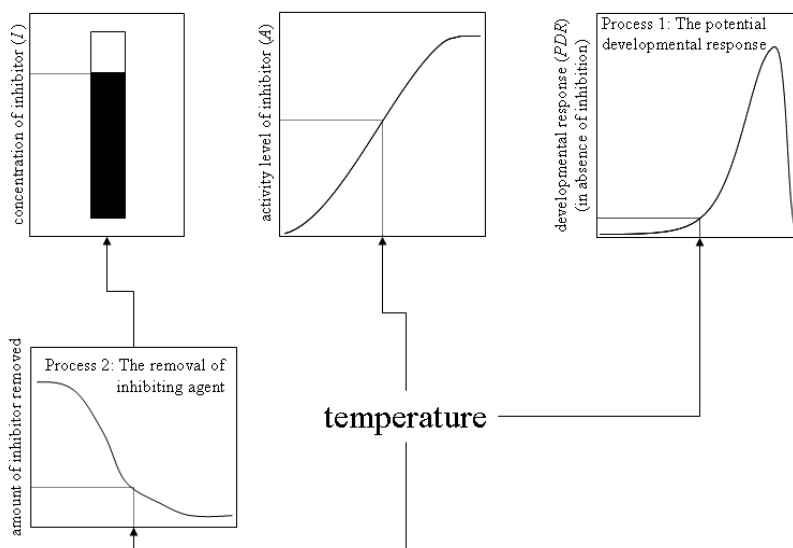 concentration of inhibitor (I)
activity level of inhibitor (A)
developmental response (PDR)
(in absence of inhibition)
Process 1: The potential
developmental response
amount of inhibitor removed
Process 2: The removal of
inhibiting agent
temperature